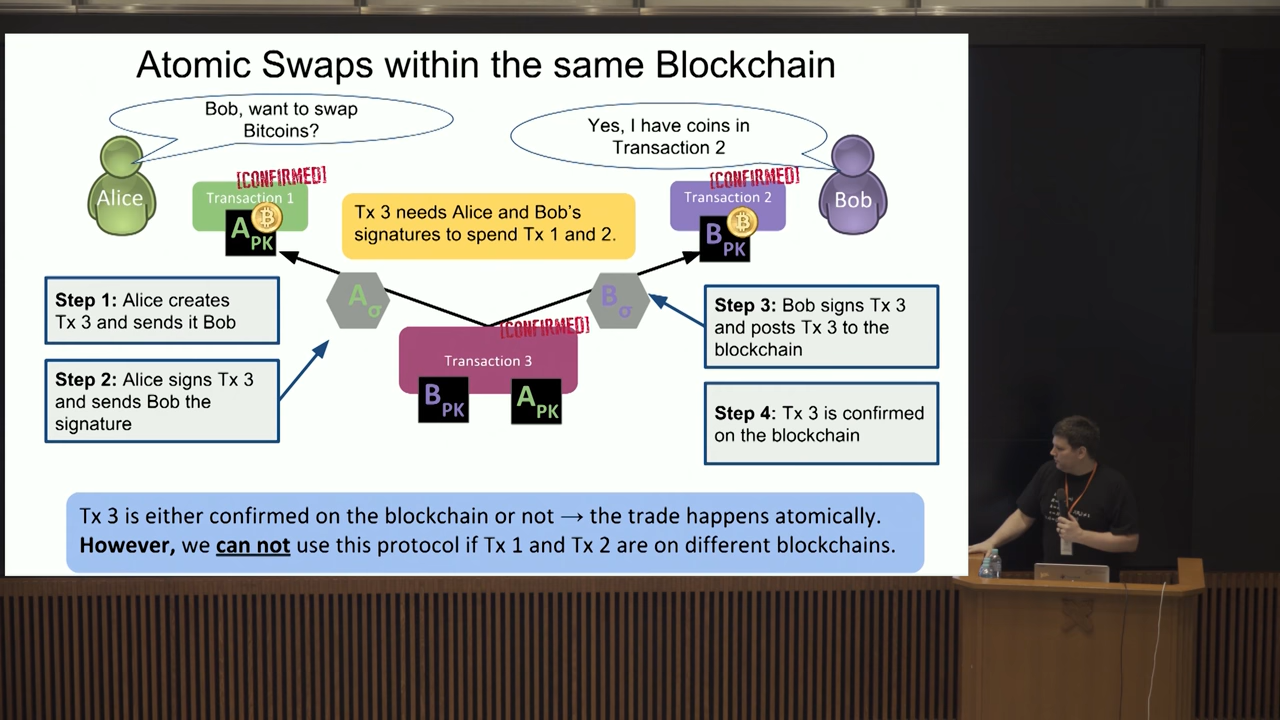 Atomic Swaps within the same Blockchain
Bob, want to swap
Bitcoins?
Yes, I have coins in
Transaction 2
Alice
[CONFIRMED]
Transaction 1
A PK
Tx 3 needs Alice and Bob's
signatures to spend Tx 1 and 2.
[CONFIRMED]
Transaction 2
B PK
Bob
Step 1: Alice creates
Tx 3 and sends it Bob
Step 2: Alice signs Tx 3
and sends Bob the
signature
Aσ
Bσ
[CONFIRMED]
Transaction 3
B PK
A PK
Step 3: Bob signs Tx 3
and posts Tx 3 to the
blockchain
Step 4: Tx 3 is confirmed
on the blockchain
Tx 3 is either confirmed on the blockchain or not → the trade happens atomically.
However, we can not use this protocol if Tx 1 and Tx 2 are on different blockchains.